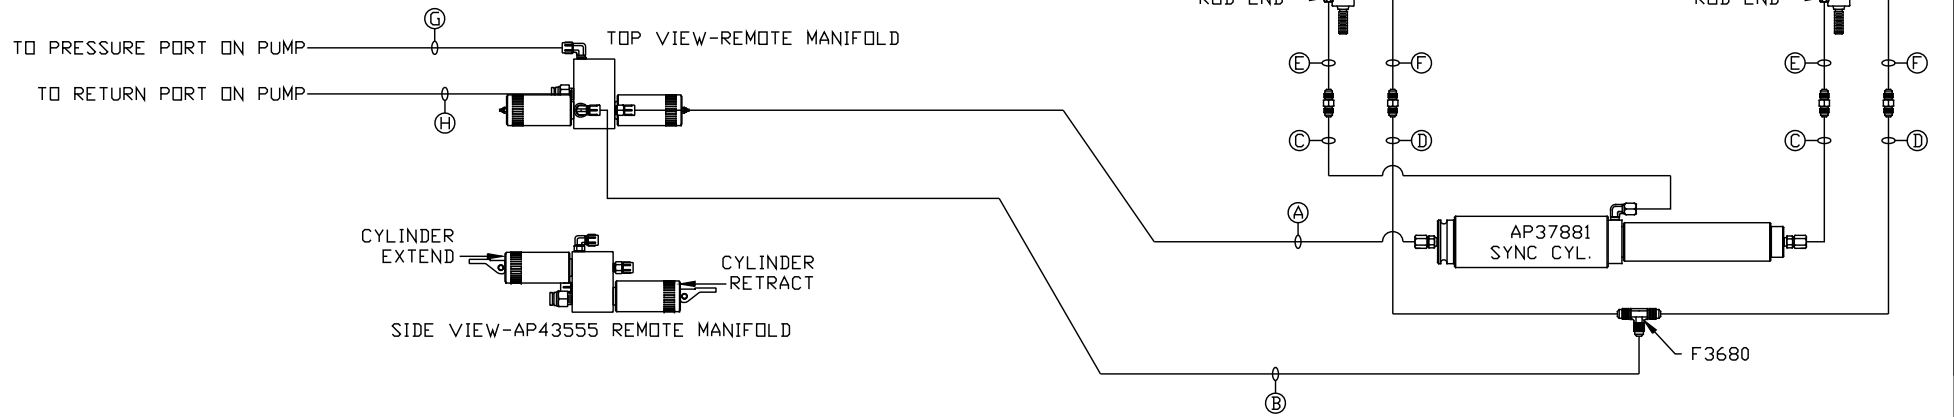 ROD END
ROD END
G
TO PRESSURE PORT ON PUMP
TOP VIEW-REMOTE MANIFOLD
E
F
E
F
TO RETURN PORT ON PUMP
H
C
D
C
D
A
CYLINDER
EXTEND
AP37881
SYNC CYL.
CYLINDER
RETRACT
SIDE VIEW-AP43555 REMOTE MANIFOLD
F3680
B